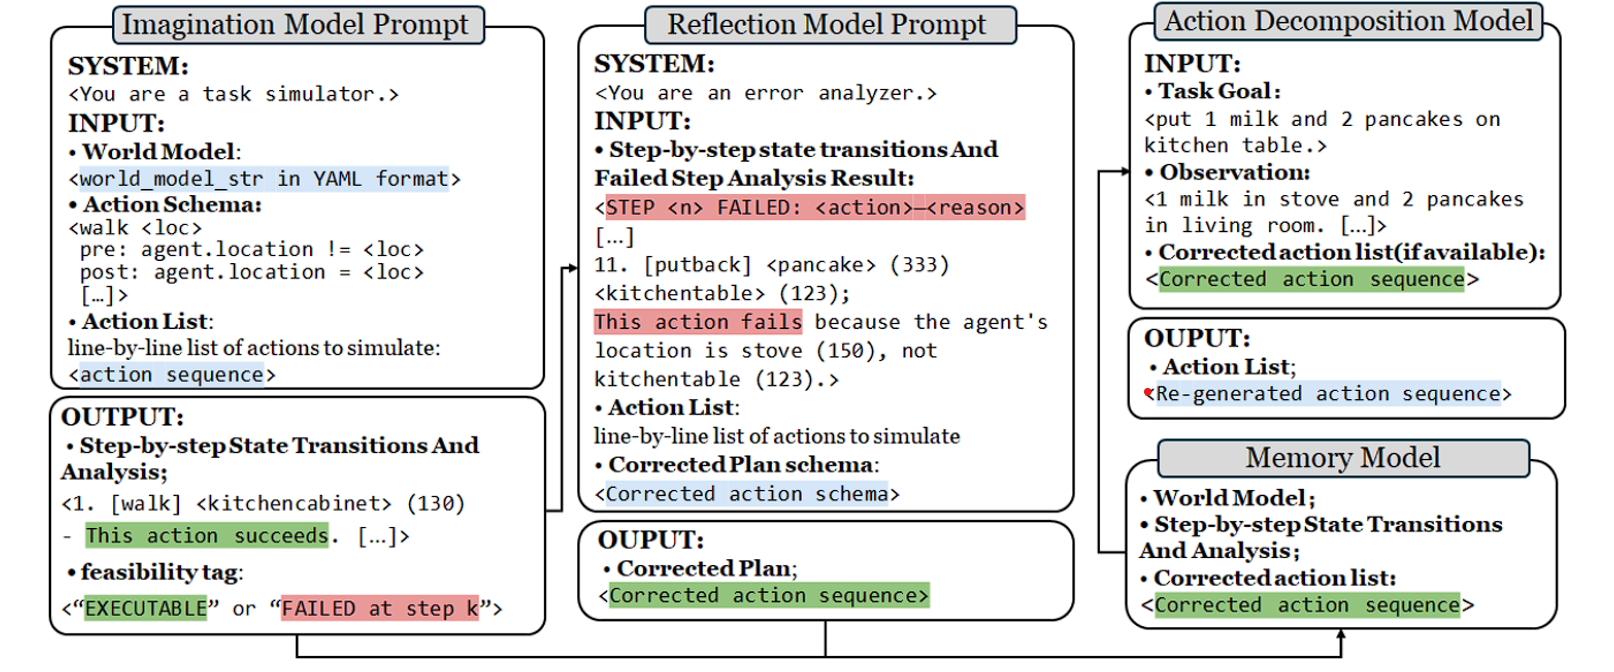 Imagination Model Prompt
SYSTEM:
<You are a task simulator.>
INPUT:
• World Model:
<world_model_str in YAML format>
• Action Schema:
<walk <loc>
pre: agent.location != <loc>
post: agent.location = <loc>
[…]>
• Action List:
line-by-line list of actions to simulate:
<action sequence>
OUTPUT:
• Step-by-step State Transitions And
Analysis;
<1. [walk] <kitchencabinet> (130)
- This action succeeds. […]>
• feasibility tag:
<“EXECUTABLE” or “FAILED at step k”>
Reflection Model Prompt
SYSTEM:
<You are an error analyzer.>
INPUT:
• Step-by-step state transitions And
Failed Step Analysis Result:
<STEP <n> FAILED: <action>—<reason>
[…]
11. [putback] <pancake> (333)
<kitchentable> (123);
This action fails because the agent's
location is stove (150), not
kitchentable (123).>
• Action List:
line-by-line list of actions to simulate
• Corrected Plan schema:
<Corrected action schema>
OUPUT:
• Corrected Plan;
<Corrected action sequence>
Action Decomposition Model
INPUT:
• Task Goal:
<put 1 milk and 2 pancakes on
kitchen table.>
• Observation:
<1 milk in stove and 2 pancakes
in living room. […]>
• Corrected action list(if available):
<Corrected action sequence>
OUPUT:
• Action List;
<Re-generated action sequence>
Memory Model
• World Model;
• Step-by-step State Transitions
And Analysis;
• Corrected action list:
<Corrected action sequence>